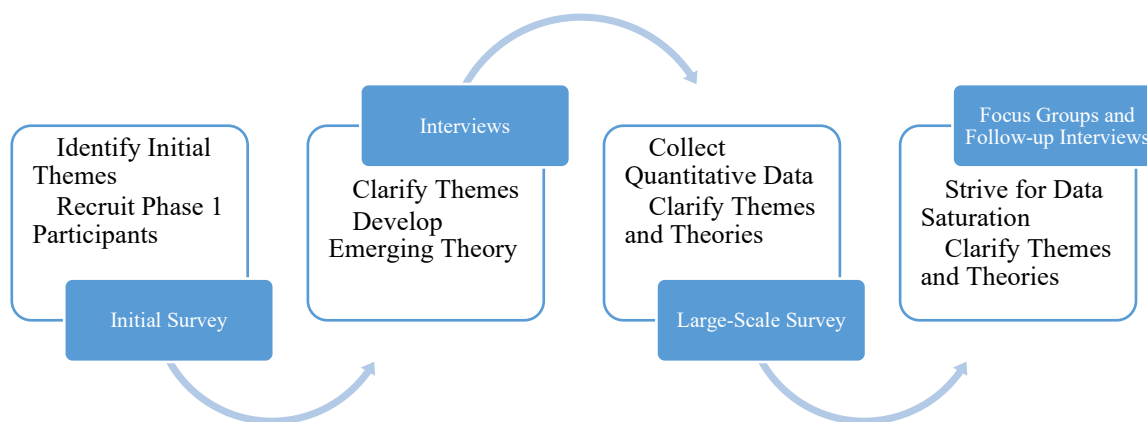 Identify Initial
Themes
Recruit Phase 1
Participants
Initial Survey
Interviews
Clarify Themes
Develop
Emerging Theory
Collect
Quantitative Data
Clarify Themes
and Theories
Large-Scale Survey
Focus Groups and
Follow-up Interviews
Strive for Data
Saturation
Clarify Themes
and Theories